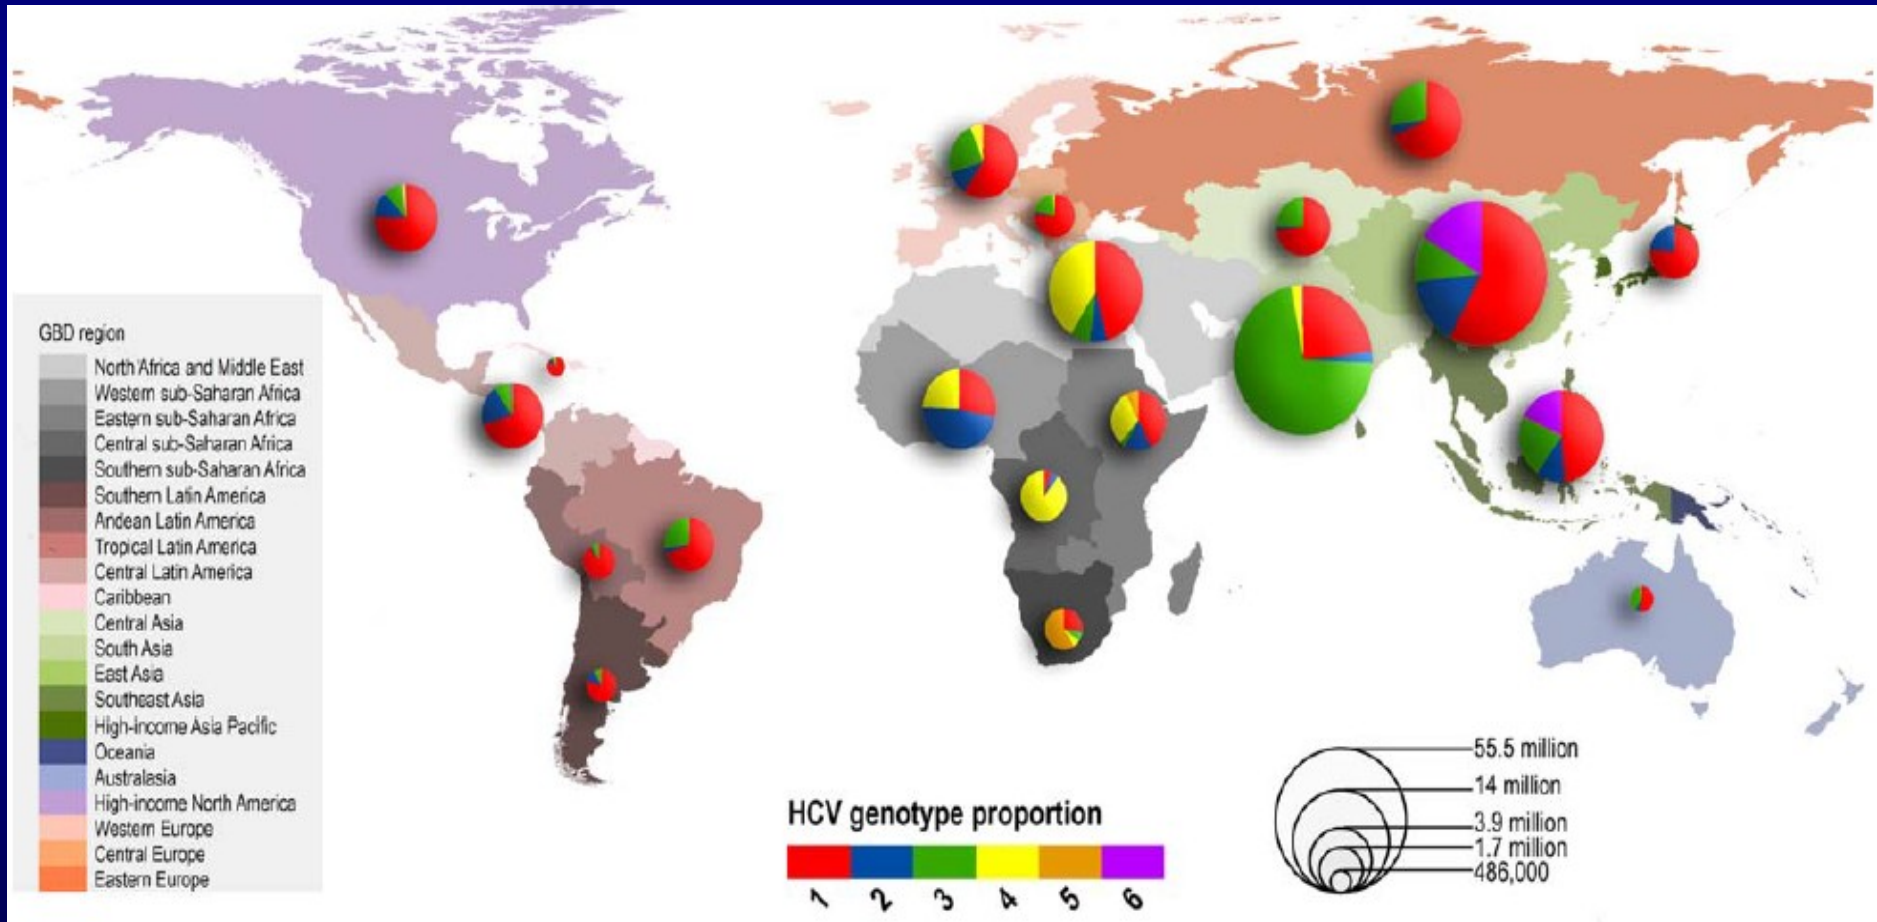 GBD region
North Africa and Middle East
Western sub-Saharan Africa
Eastern sub-Saharan Africa
Central sub-Saharan Africa
Southern sub-Saharan Africa
Southern Latin America
Andean Latin America
Tropical Latin America
Central Latin America
Caribbean
Central Asia
South Asia
East Asia
Southeast Asia
High-income Asia Pacific
Oceania
Australasia
High-income North America
Western Europe
Central Europe
Eastern Europe
HCV genotype proportion
1 2 3 4 5 6
55.5 million
14 million
3.9 million
1.7 million
486,000